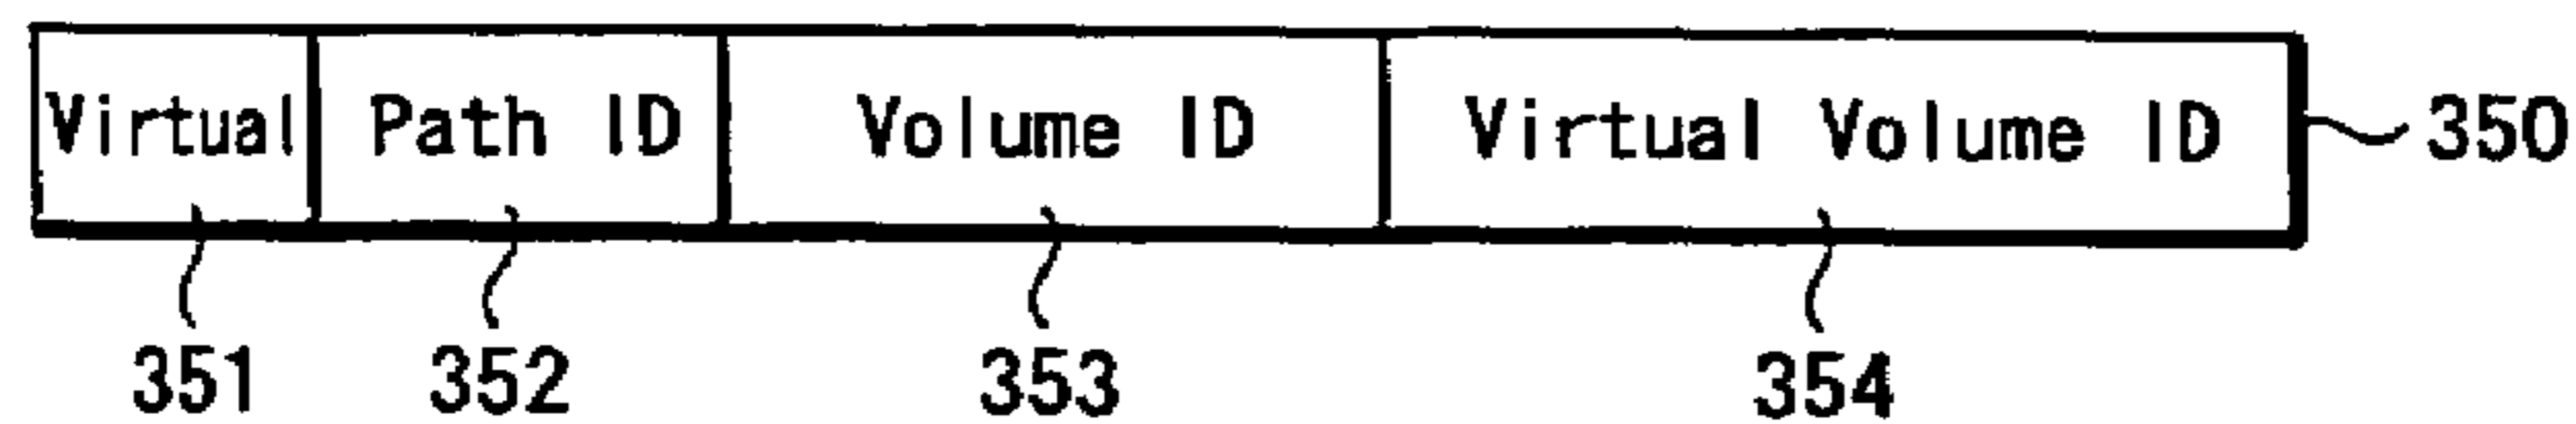 Virtual Path ID Volume ID Virtual Volume ID 350
351 352 353 354